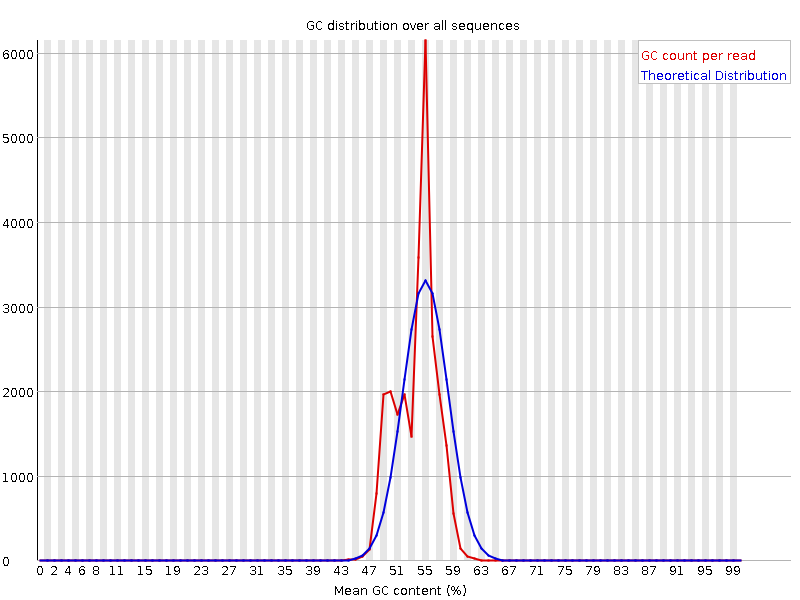 GC distribution over all sequences
GC count per read
Theoretical Distribution
6000
5000
4000
3000
2000
1000
0
0 2 4 6 8 11 15 19 23 27 31 35 39 43 47 51 55 59 63 67 71 75 79 83 87 91 95 99
Mean GC content (%)